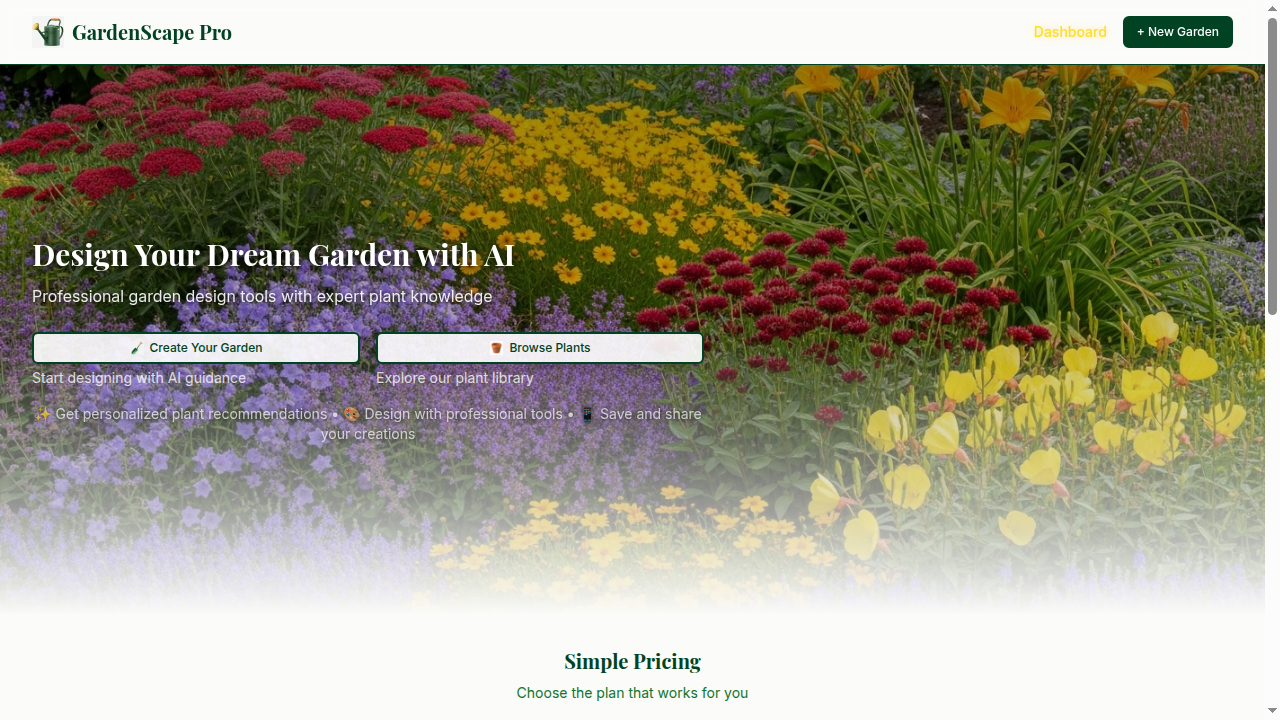 GardenScape Pro
Dashboard
+ New Garden
Design Your Dream Garden with AI
Professional garden design tools with expert plant knowledge
Create Your Garden
Browse Plants
Start designing with AI guidance
Explore our plant library
✨ Get personalized plant recommendations • 🎨 Design with professional tools • 📱 Save and share
your creations
Simple Pricing
Choose the plan that works for you